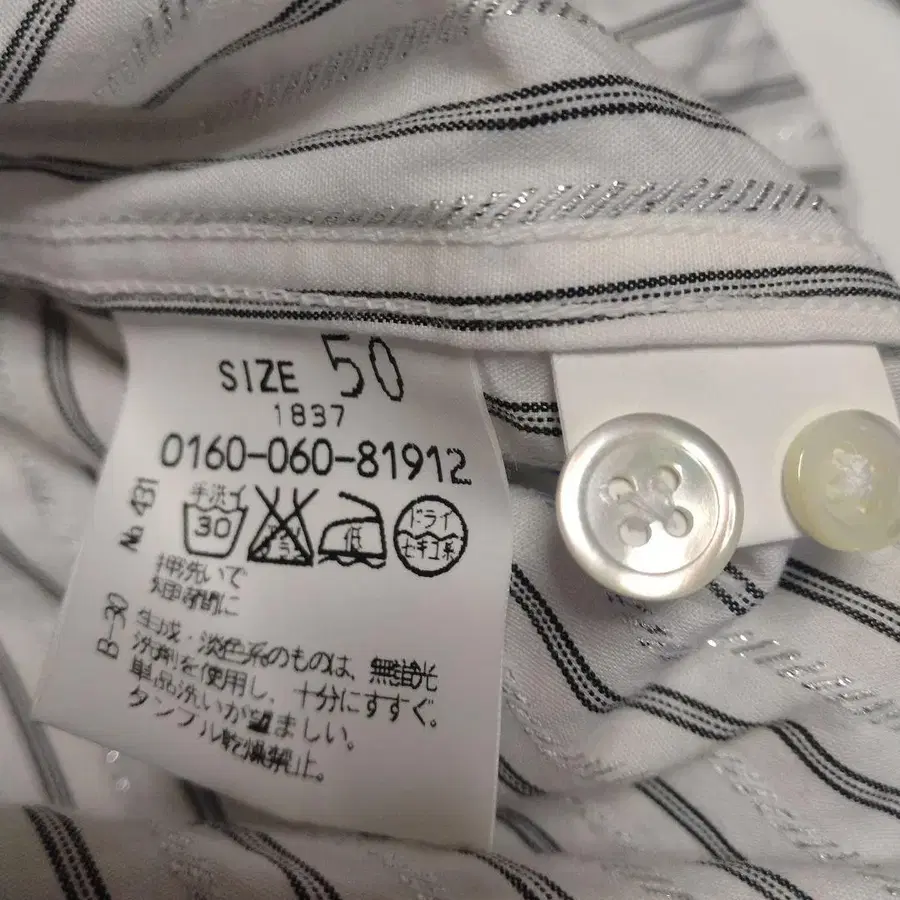 SIZE 50
1837
0160-060-81912
No 431
手洗イ
30
低
ドライ
セキユ系
押洗いで
短時間に
B-30
生成・淡色系のものは、無蛍光
洗剤を使用し、十分にすすぐ。
単品洗いが望ましい。
タンブル乾燥禁止。